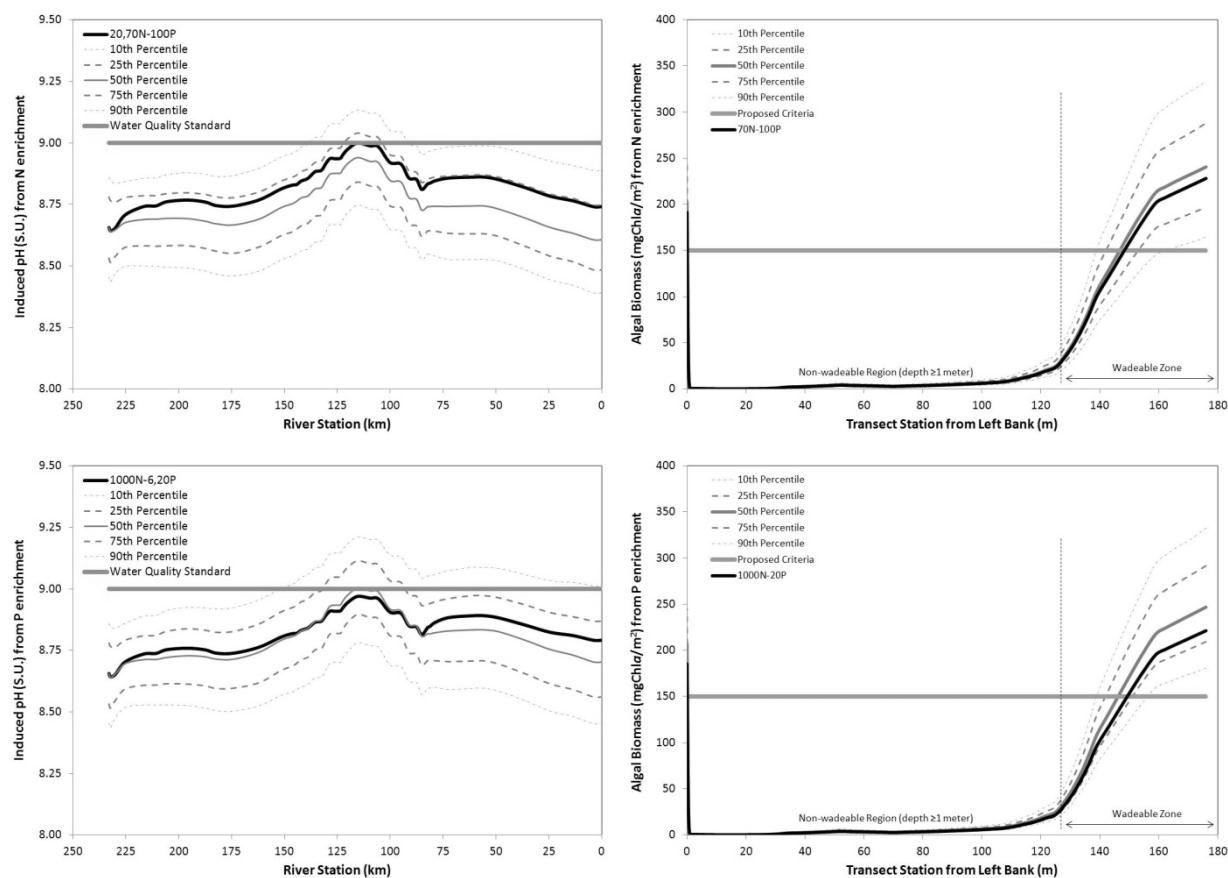 Induced pH (S.U.) from N enrichment
9.50
9.25
9.00
8.75
8.50
8.25
8.00
20,70N-100P
10th Percentile
25th Percentile
50th Percentile
75th Percentile
90th Percentile
Water Quality Standard
250 225 200 175 150 125 100 75 50 25 0
River Station (km)
Algal Biomass (mgChla/m²) from N enrichment
400
350
300
250
200
150
100
50
0
10th Percentile
25th Percentile
50th Percentile
75th Percentile
90th Percentile
Proposed Criteria
70N-100P
Non-wadeable Region (depth ≥1 meter)
Wadeable Zone
0 20 40 60 80 100 120 140 160 180
Transect Station from Left Bank (m)
Induced pH (S.U.) from P enrichment
9.50
9.25
9.00
8.75
8.50
8.25
8.00
1000N-6,20P
10th Percentile
25th Percentile
50th Percentile
75th Percentile
90th Percentile
Water Quality Standard
250 225 200 175 150 125 100 75 50 25 0
River Station (km)
Algal Biomass (mgChla/m²) from P enrichment
400
350
300
250
200
150
100
50
0
10th Percentile
25th Percentile
50th Percentile
75th Percentile
90th Percentile
Proposed Criteria
1000N-20P
Non-wadeable Region (depth ≥1 meter)
Wadeable Zone
0 20 40 60 80 100 120 140 160 180
Transect Station from Left Bank (m)